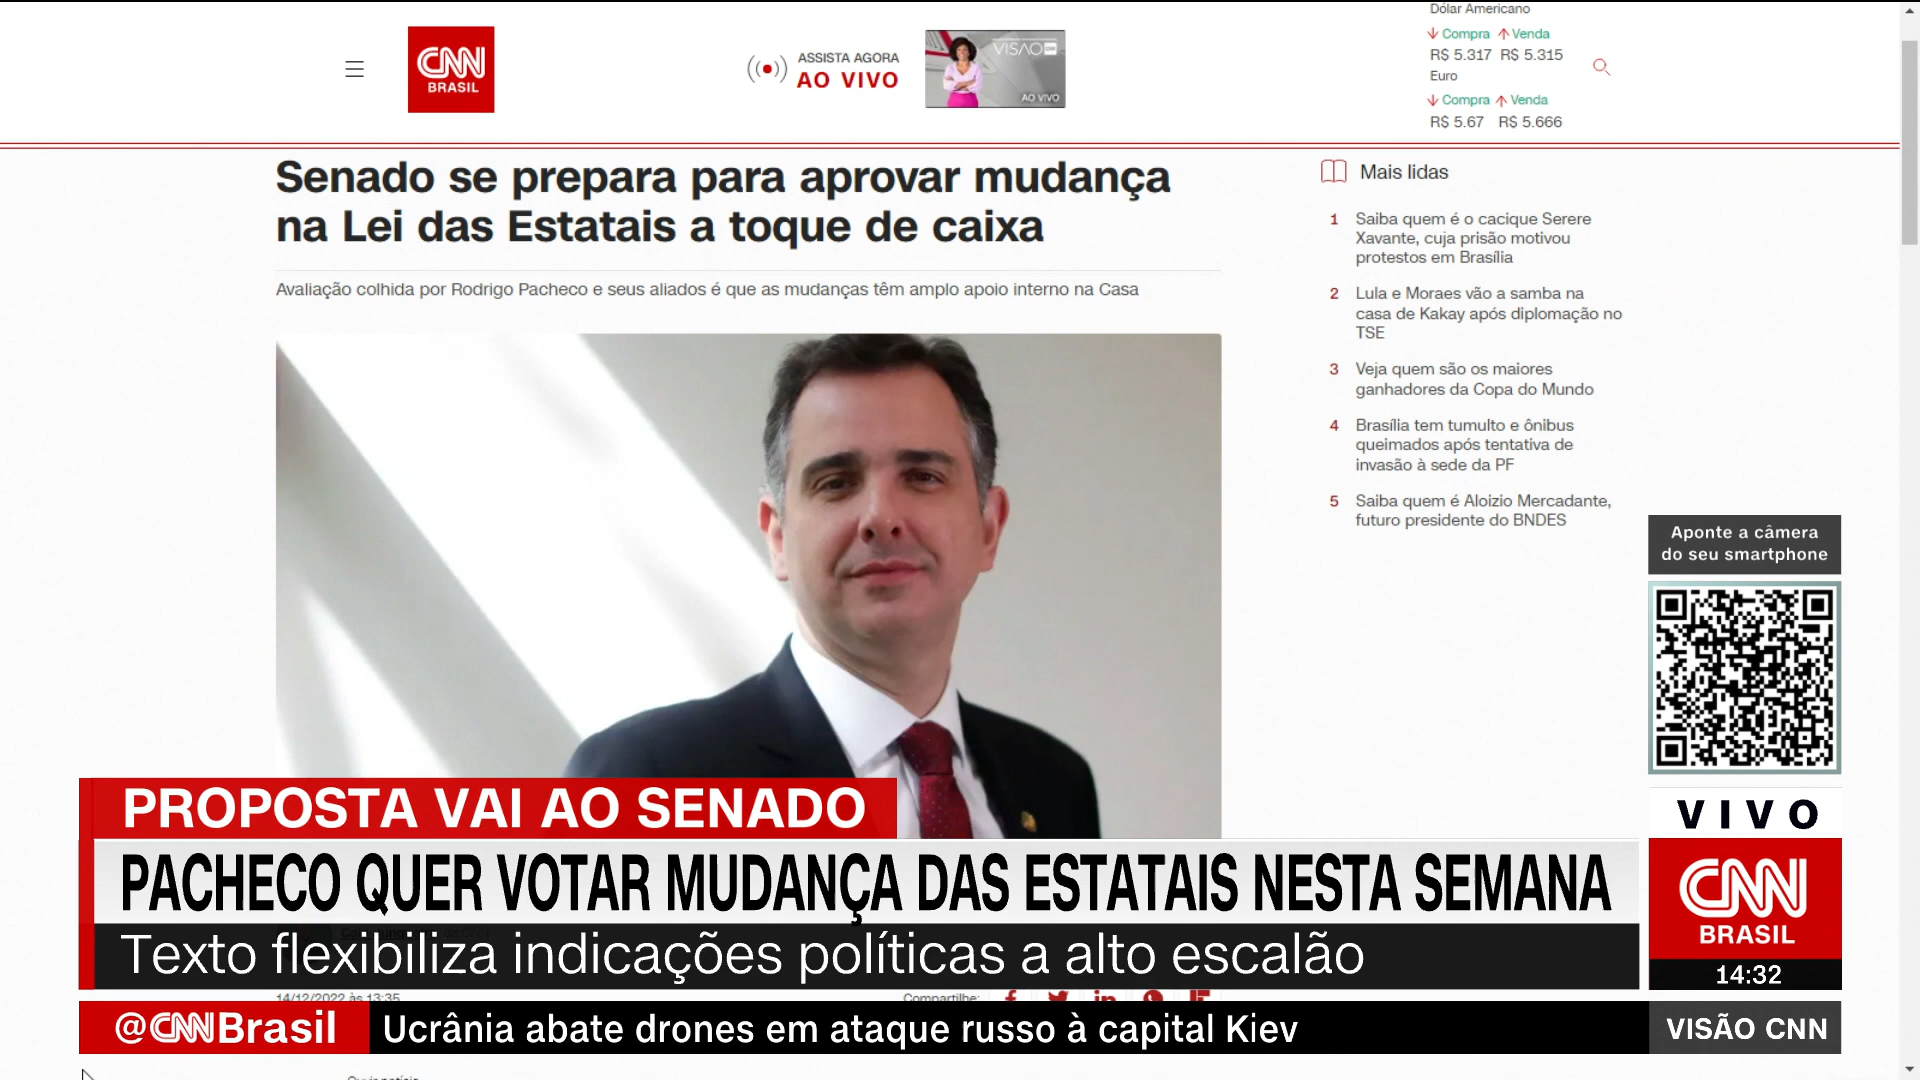 CNN
BRASIL
ASSISTA AGORA
AO VIVO
VISÃO CNN
AO VIVO
Dólar Americano
Compra Venda
R$ 5.317 R$ 5.315
Euro
Compra Venda
R$ 5.67 R$ 5.666
Senado se prepara para aprovar mudança
na Lei das Estatais a toque de caixa
Avaliação colhida por Rodrigo Pacheco e seus aliados é que as mudanças têm amplo apoio interno na Casa
Mais lidas
1 Saiba quem é o cacique Serere
Xavante, cuja prisão motivou
protestos em Brasília
2 Lula e Moraes vão a samba na
casa de Kakay após diplomação no
TSE
3 Veja quem são os maiores
ganhadores da Copa do Mundo
4 Brasília tem tumulto e ônibus
queimados após tentativa de
invasão à sede da PF
5 Saiba quem é Aloizio Mercadante,
futuro presidente do BNDES
Aponte a câmera
do seu smartphone
PROPOSTA VAI AO SENADO
PACHECO QUER VOTAR MUDANÇA DAS ESTATAIS NESTA SEMANA
Texto flexibiliza indicações políticas a alto escalão
VIVO
CNN
BRASIL
14:32
14/12/2022 às 13:35
Compartilhe:
@CNNBrasil
Ucrânia abate drones em ataque russo à capital Kiev
VISÃO CNN